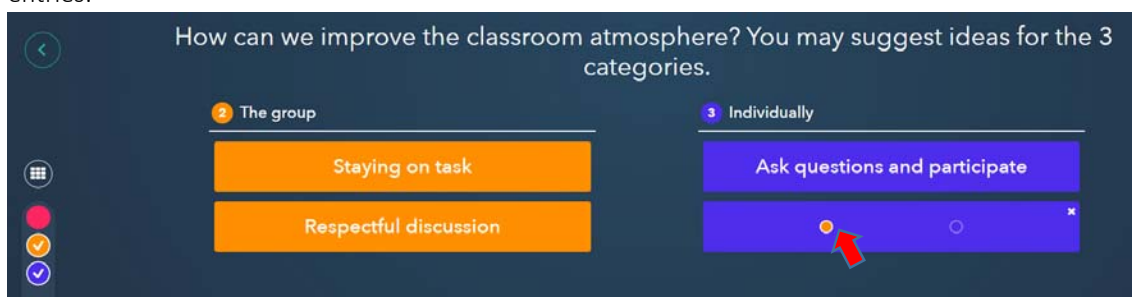 entries.
How can we improve the classroom atmosphere? You may suggest ideas for the 3
categories.
2 The group
3 Individually
Staying on task
Ask questions and participate
Respectful discussion